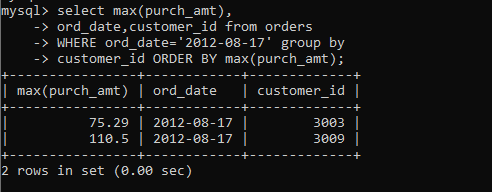 mysql> select max(purch_amt),
    -> ord_date,customer_id from orders
    -> WHERE ord_date='2012-08-17' group by
    -> customer_id ORDER BY max(purch_amt);
+----------------+------------+-------------+
| max(purch_amt) | ord_date   | customer_id |
+----------------+------------+-------------+
|          75.29 | 2012-08-17 |        3003 |
|          110.5 | 2012-08-17 |        3009 |
+----------------+------------+-------------+
2 rows in set (0.00 sec)